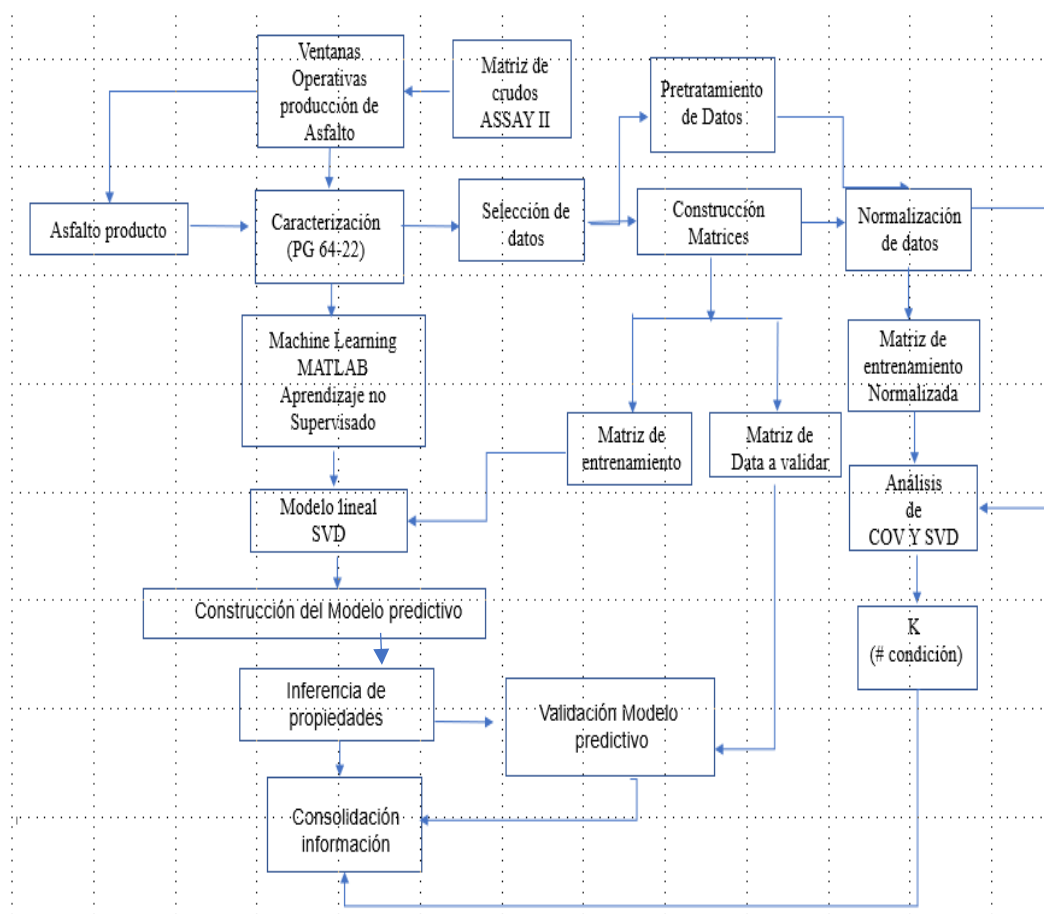 Ventanas
Operativas
producción de
Asfalto
Matriz de
crudos
ASSAY II
Pretratamiento
de Datos
Asfalto producto
Caracterización
(PG 64-22)
Selección de
datos
Construcción
Matrices
Normalización
de datos
Machine Learning
MATLAB
Aprendizaje no
Supervisado
Matriz de
entrenamiento
Normalizada
Matriz de
entrenamiento
Matriz de
Data a validar
Modelo lineal
SVD
Análisis
de
COV Y SVD
Construcción del Modelo predictivo
K
(# condición)
Inferencia de
propiedades
Validación Modelo
predictivo
Consolidación
información